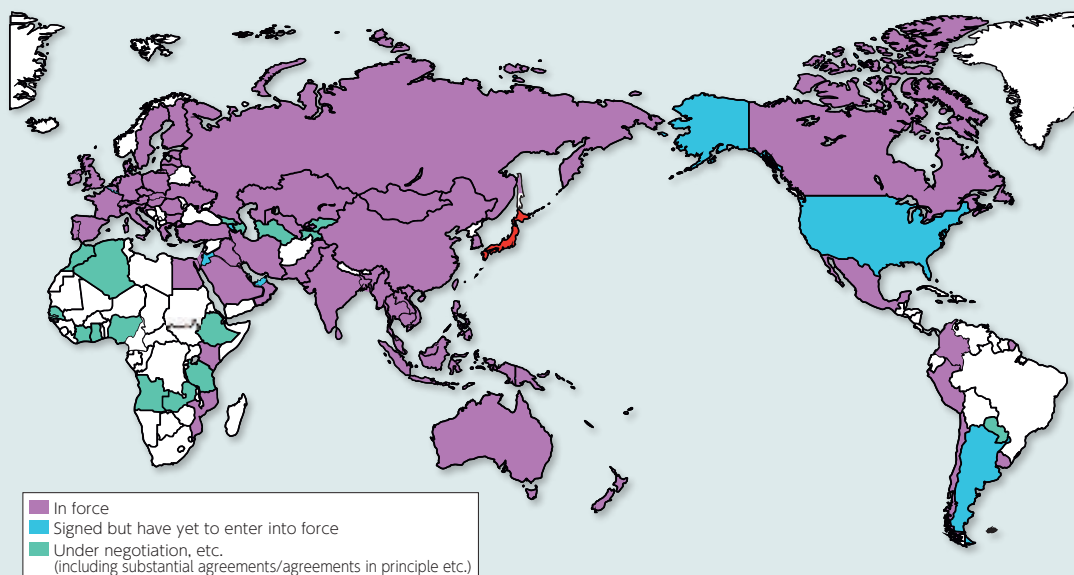 In force
Signed but have yet to enter into force
Under negotiation, etc.
(including substantial agreements/agreements in principle etc.)